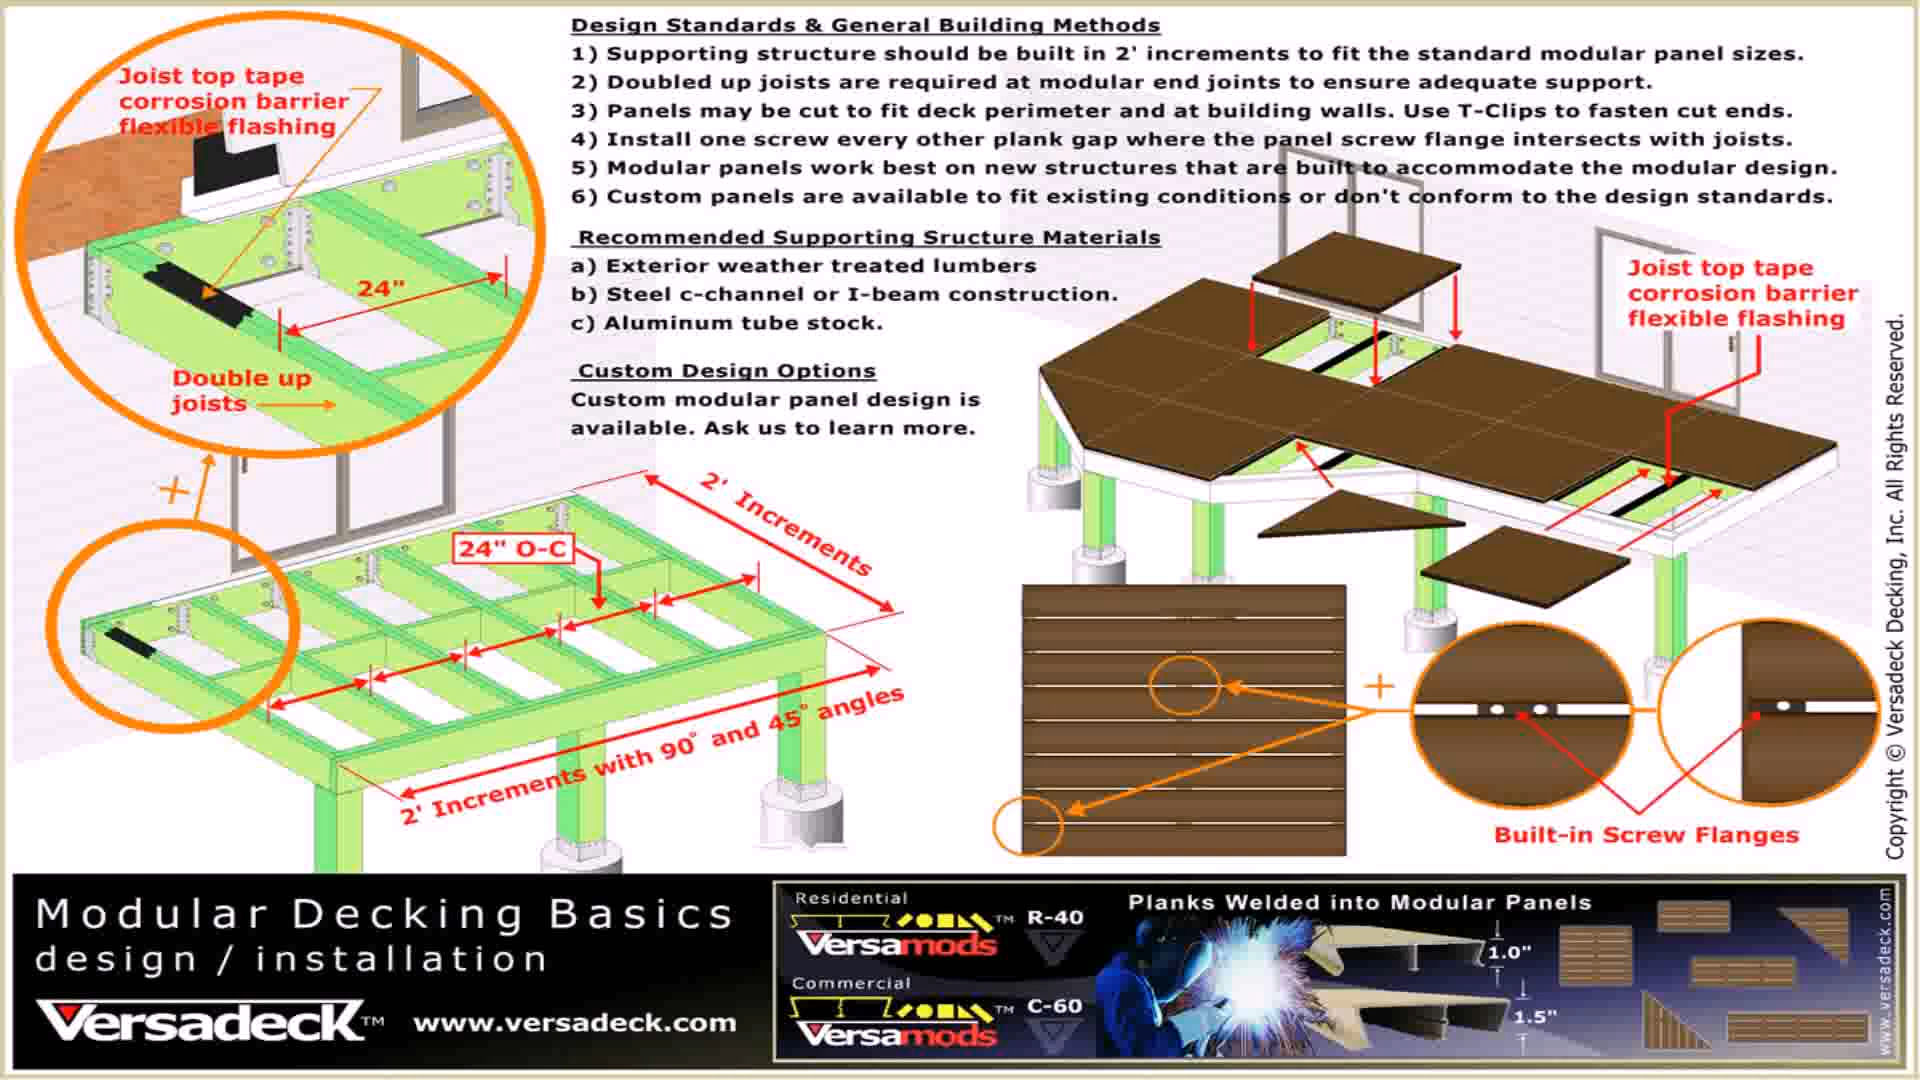 Design Standards & General Building Methods
1) Supporting structure should be built in 2' increments to fit the standard modular panel sizes.
2) Doubled up joists are required at modular end joints to ensure adequate support.
3) Panels may be cut to fit deck perimeter and at building walls. Use T-Clips to fasten cut ends.
4) Install one screw every other plank gap where the panel screw flange intersects with joists.
5) Modular panels work best on new structures that are built to accommodate the modular design.
6) Custom panels are available to fit existing conditions or don't conform to the design standards.
Recommended Supporting Sructure Materials
a) Exterior weather treated lumbers
b) Steel c-channel or I-beam construction.
c) Aluminum tube stock.
Custom Design Options
Custom modular panel design is
available. Ask us to learn more.
Joist top tape
corrosion barrier
flexible flashing
24"
Double up
joists
+
24" O-C
2' Increments
2' Increments with 90° and 45° angles
Joist top tape
corrosion barrier
flexible flashing
+
Built-in Screw Flanges
Copyright © Versadeck Decking, Inc. All Rights Reserved.
Modular Decking Basics
design / installation
Versadeck™ www.versadeck.com
Residential
™ R-40
Versamods
Commercial
™ C-60
Versamods
Planks Welded into Modular Panels
1.0"
1.5"
www.versadeck.com